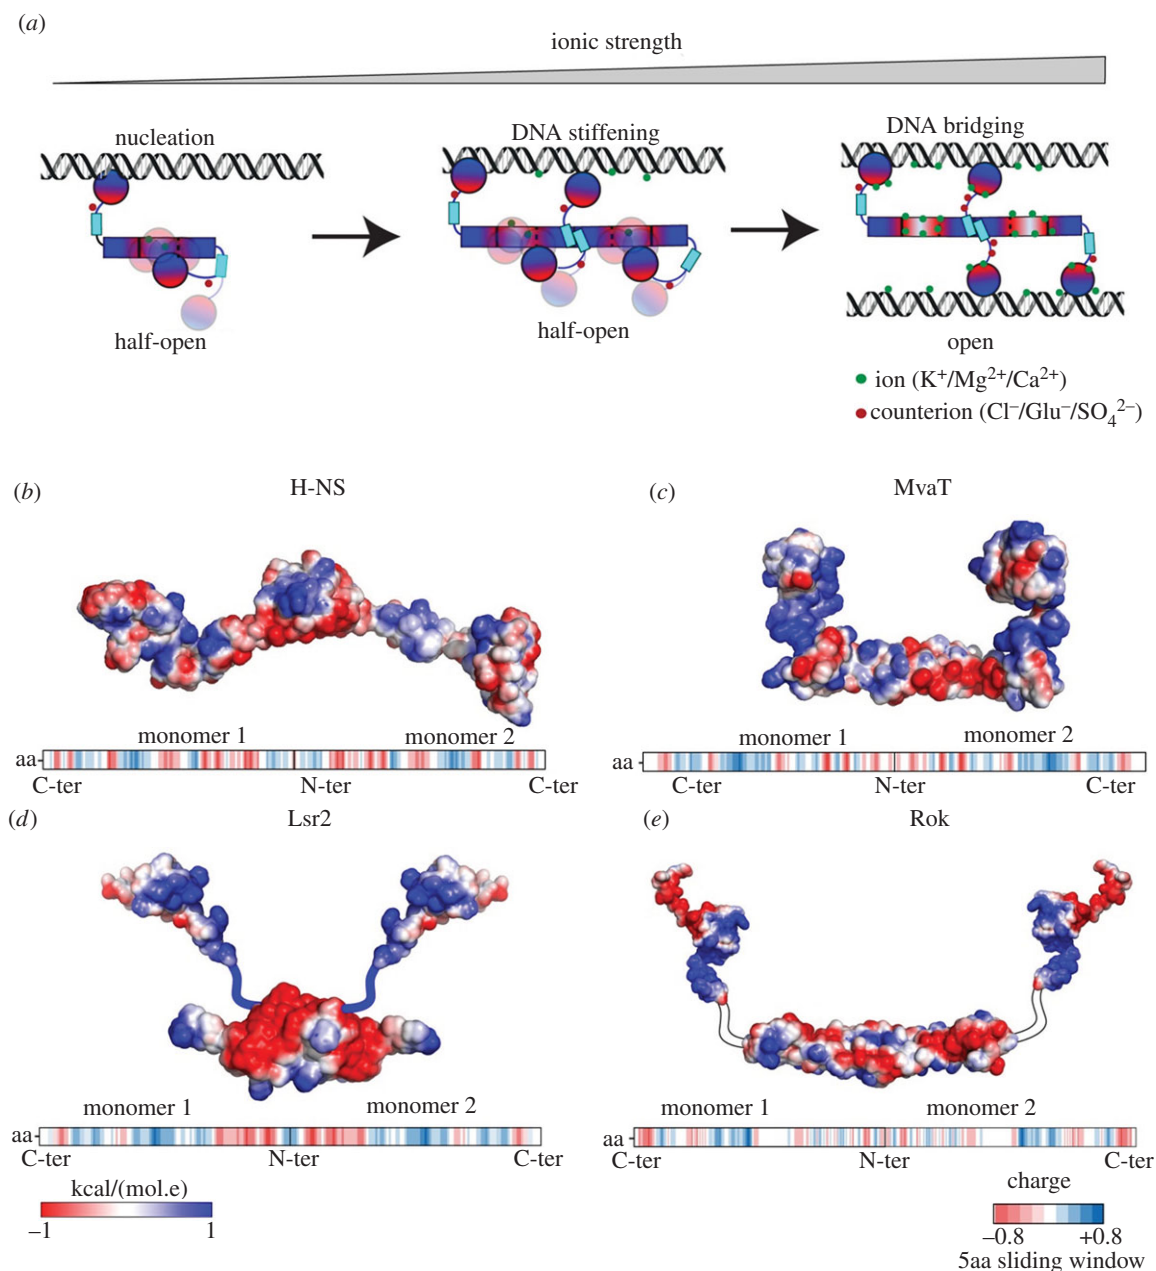 (a)
ionic strength
nucleation
DNA stiffening
DNA bridging
half-open
half-open
open
ion (K⁺/Mg²⁺/Ca²⁺)
counterion (Cl⁻/Glu⁻/SO₄²⁻)
(b)
H-NS
(c)
MvaT
monomer 1
monomer 2
aa
C-ter
N-ter
C-ter
monomer 1
monomer 2
aa
C-ter
N-ter
C-ter
(d)
Lsr2
(e)
Rok
monomer 1
monomer 2
aa
C-ter
N-ter
C-ter
monomer 1
monomer 2
aa
C-ter
N-ter
C-ter
kcal/(mol.e)
–1
1
charge
–0.8
+0.8
5aa sliding window